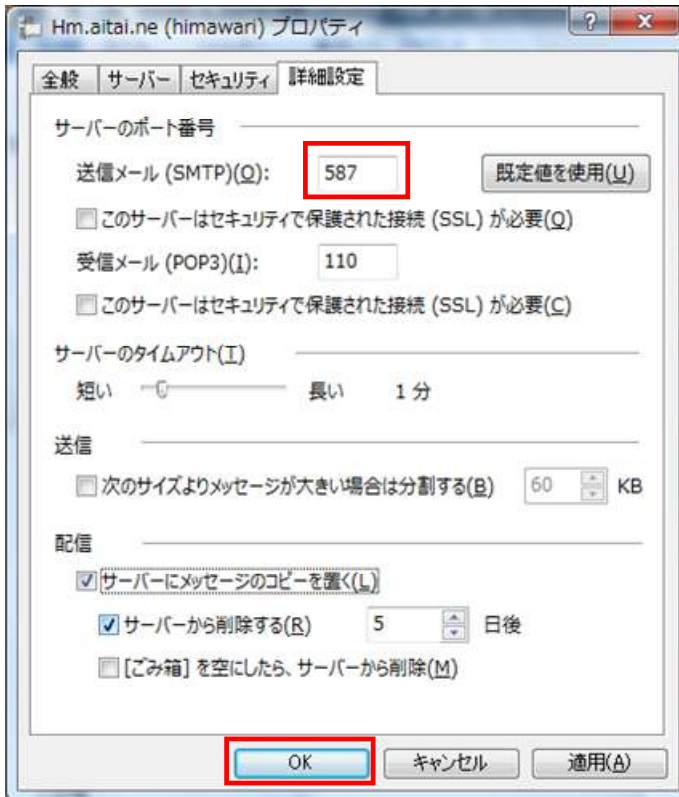 Hm.aitai.ne (himawari) プロパティ
全般 サーバー セキュリティ 詳細設定
サーバーのポート番号
送信メール (SMTP)(O): 587 既定値を使用(U)
このサーバーはセキュリティで保護された接続 (SSL) が必要(Q)
受信メール (POP3)(I): 110
このサーバーはセキュリティで保護された接続 (SSL) が必要(C)
サーバーのタイムアウト(T)
短い 長い 1 分
送信
次のサイズよりメッセージが大きい場合は分割する(B) 60 KB
配信
サーバーにメッセージのコピーを置く(L)
サーバーから削除する(R) 5 日後
[ごみ箱] を空にしたら、サーバーから削除(M)
OK キャンセル 適用(A)